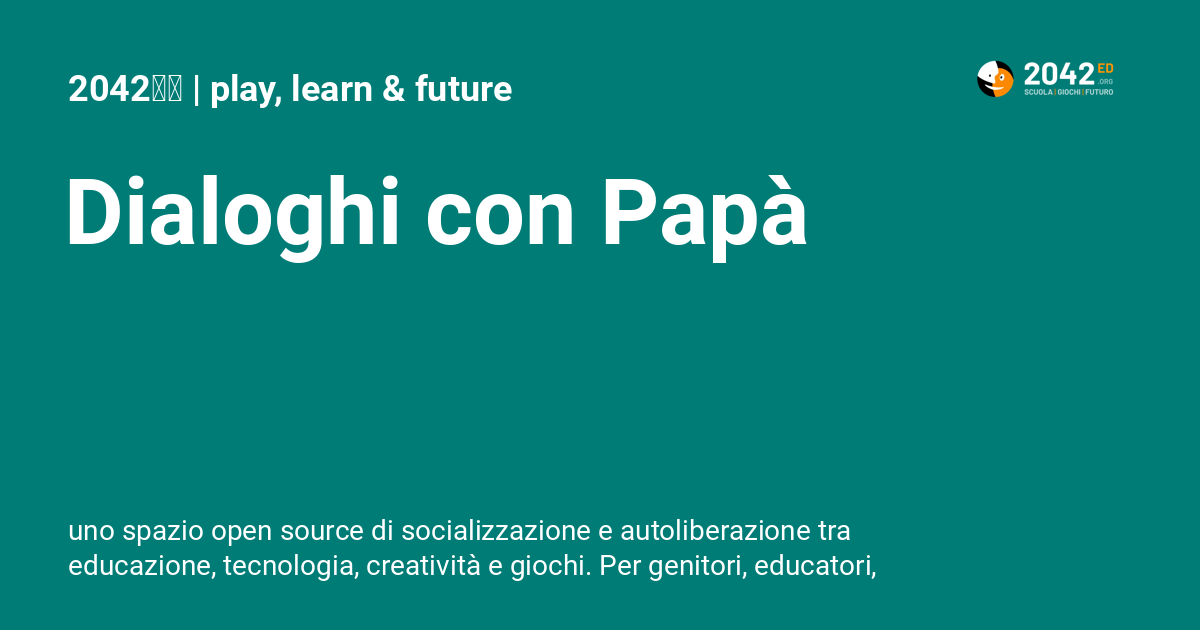 2042 | play, learn & future
2042 ED
.ORG
SCUOLA | GIOCHI | FUTURO
Dialoghi con Papà
uno spazio open source di socializzazione e autoliberazione tra
educazione, tecnologia, creatività e giochi. Per genitori, educatori,